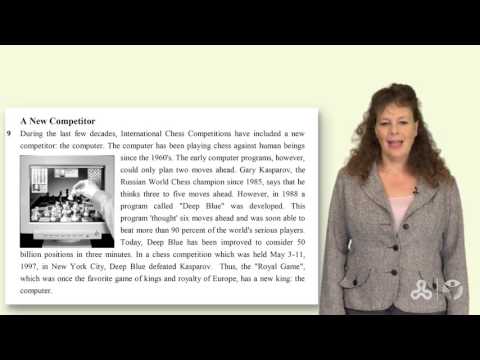 A New Competitor
9 During the last few decades, International Chess Competitions have included a new
competitor: the computer. The computer has been playing chess against human beings
since the 1960's. The early computer programs, however,
could only plan two moves ahead. Gary Kasparov, the
Russian World Chess champion since 1985, says that he
thinks three to five moves ahead. However, in 1988 a
program called "Deep Blue" was developed. This
program 'thought' six moves ahead and was soon able to
beat more than 90 percent of the world's serious players.
Today, Deep Blue has been improved to consider 50
billion positions in three minutes. In a chess competition which was held May 3-11,
1997, in New York City, Deep Blue defeated Kasparov. Thus, the "Royal Game",
which was once the favorite game of kings and royalty of Europe, has a new king: the
computer.